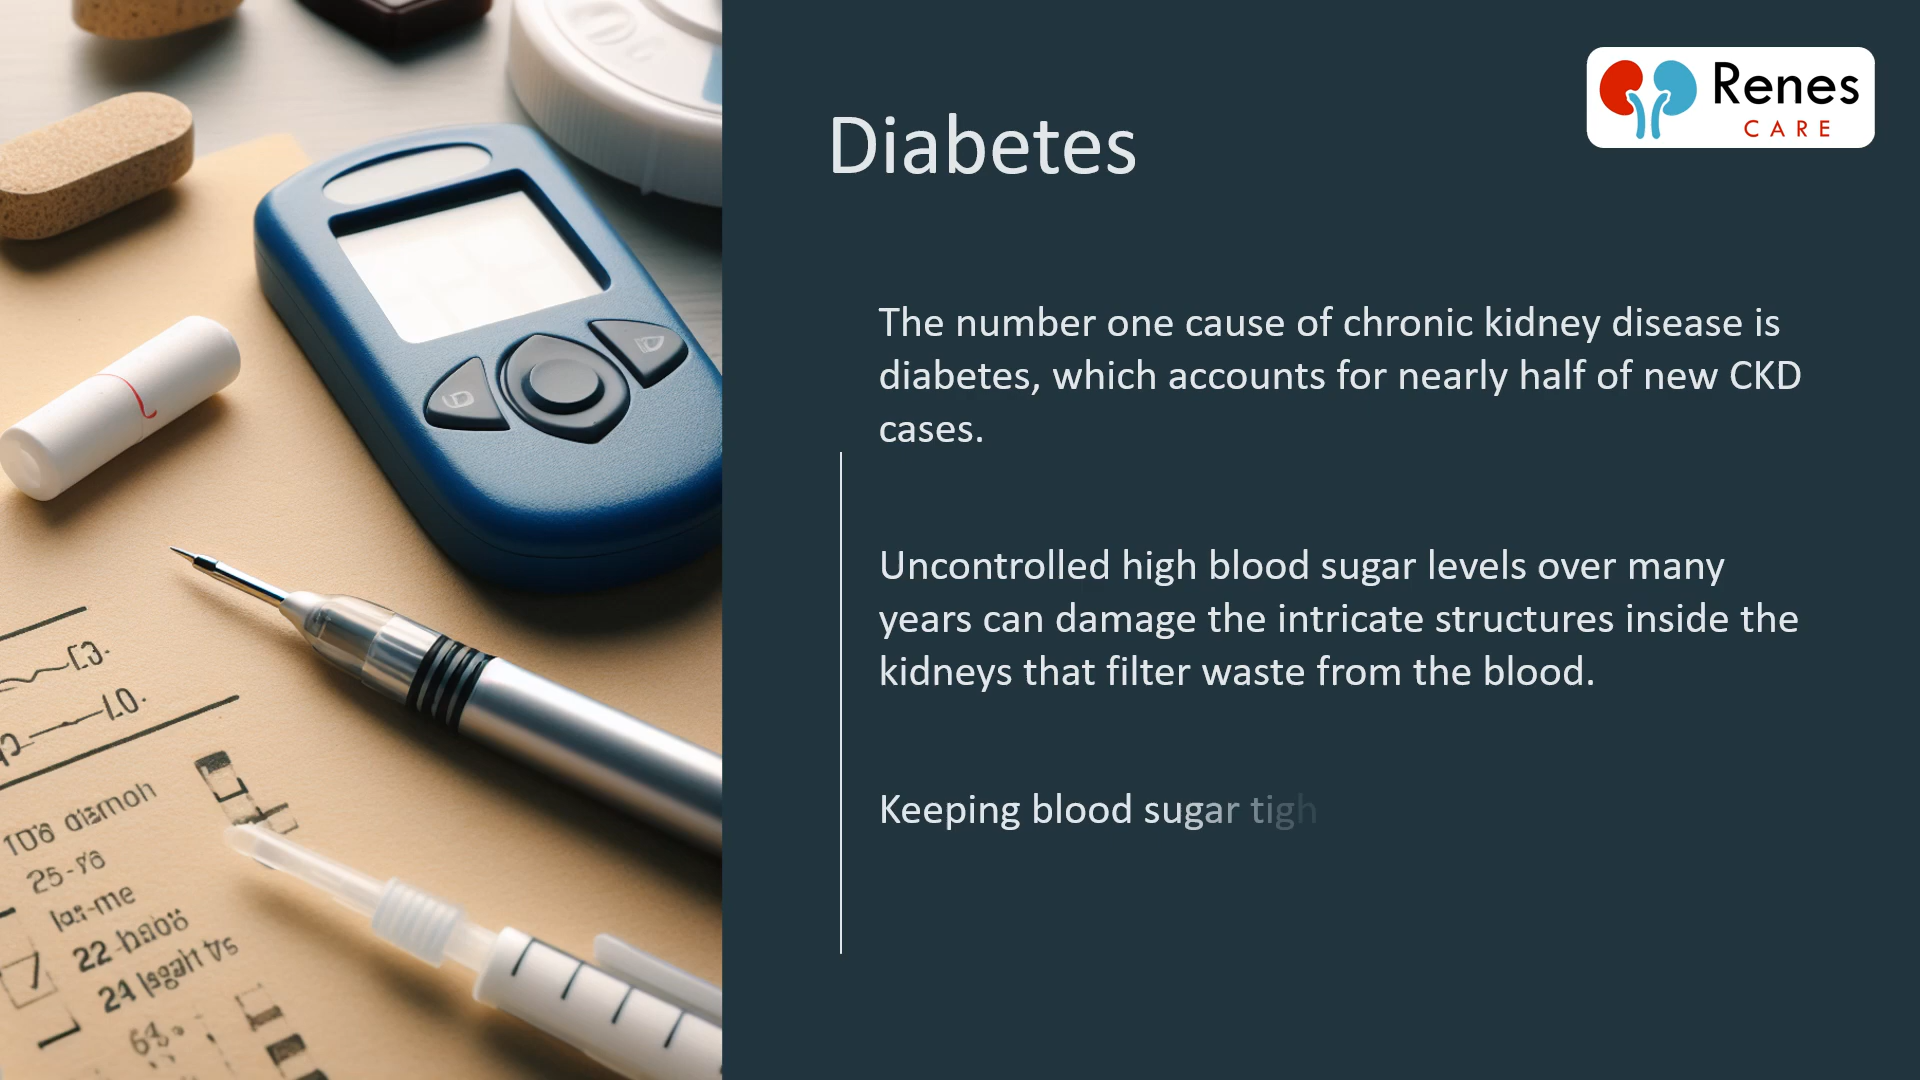 Renes
CARE
Diabetes
The number one cause of chronic kidney disease is
diabetes, which accounts for nearly half of new CKD
cases.
Uncontrolled high blood sugar levels over many
years can damage the intricate structures inside the
kidneys that filter waste from the blood.
Keeping blood sugar tigh